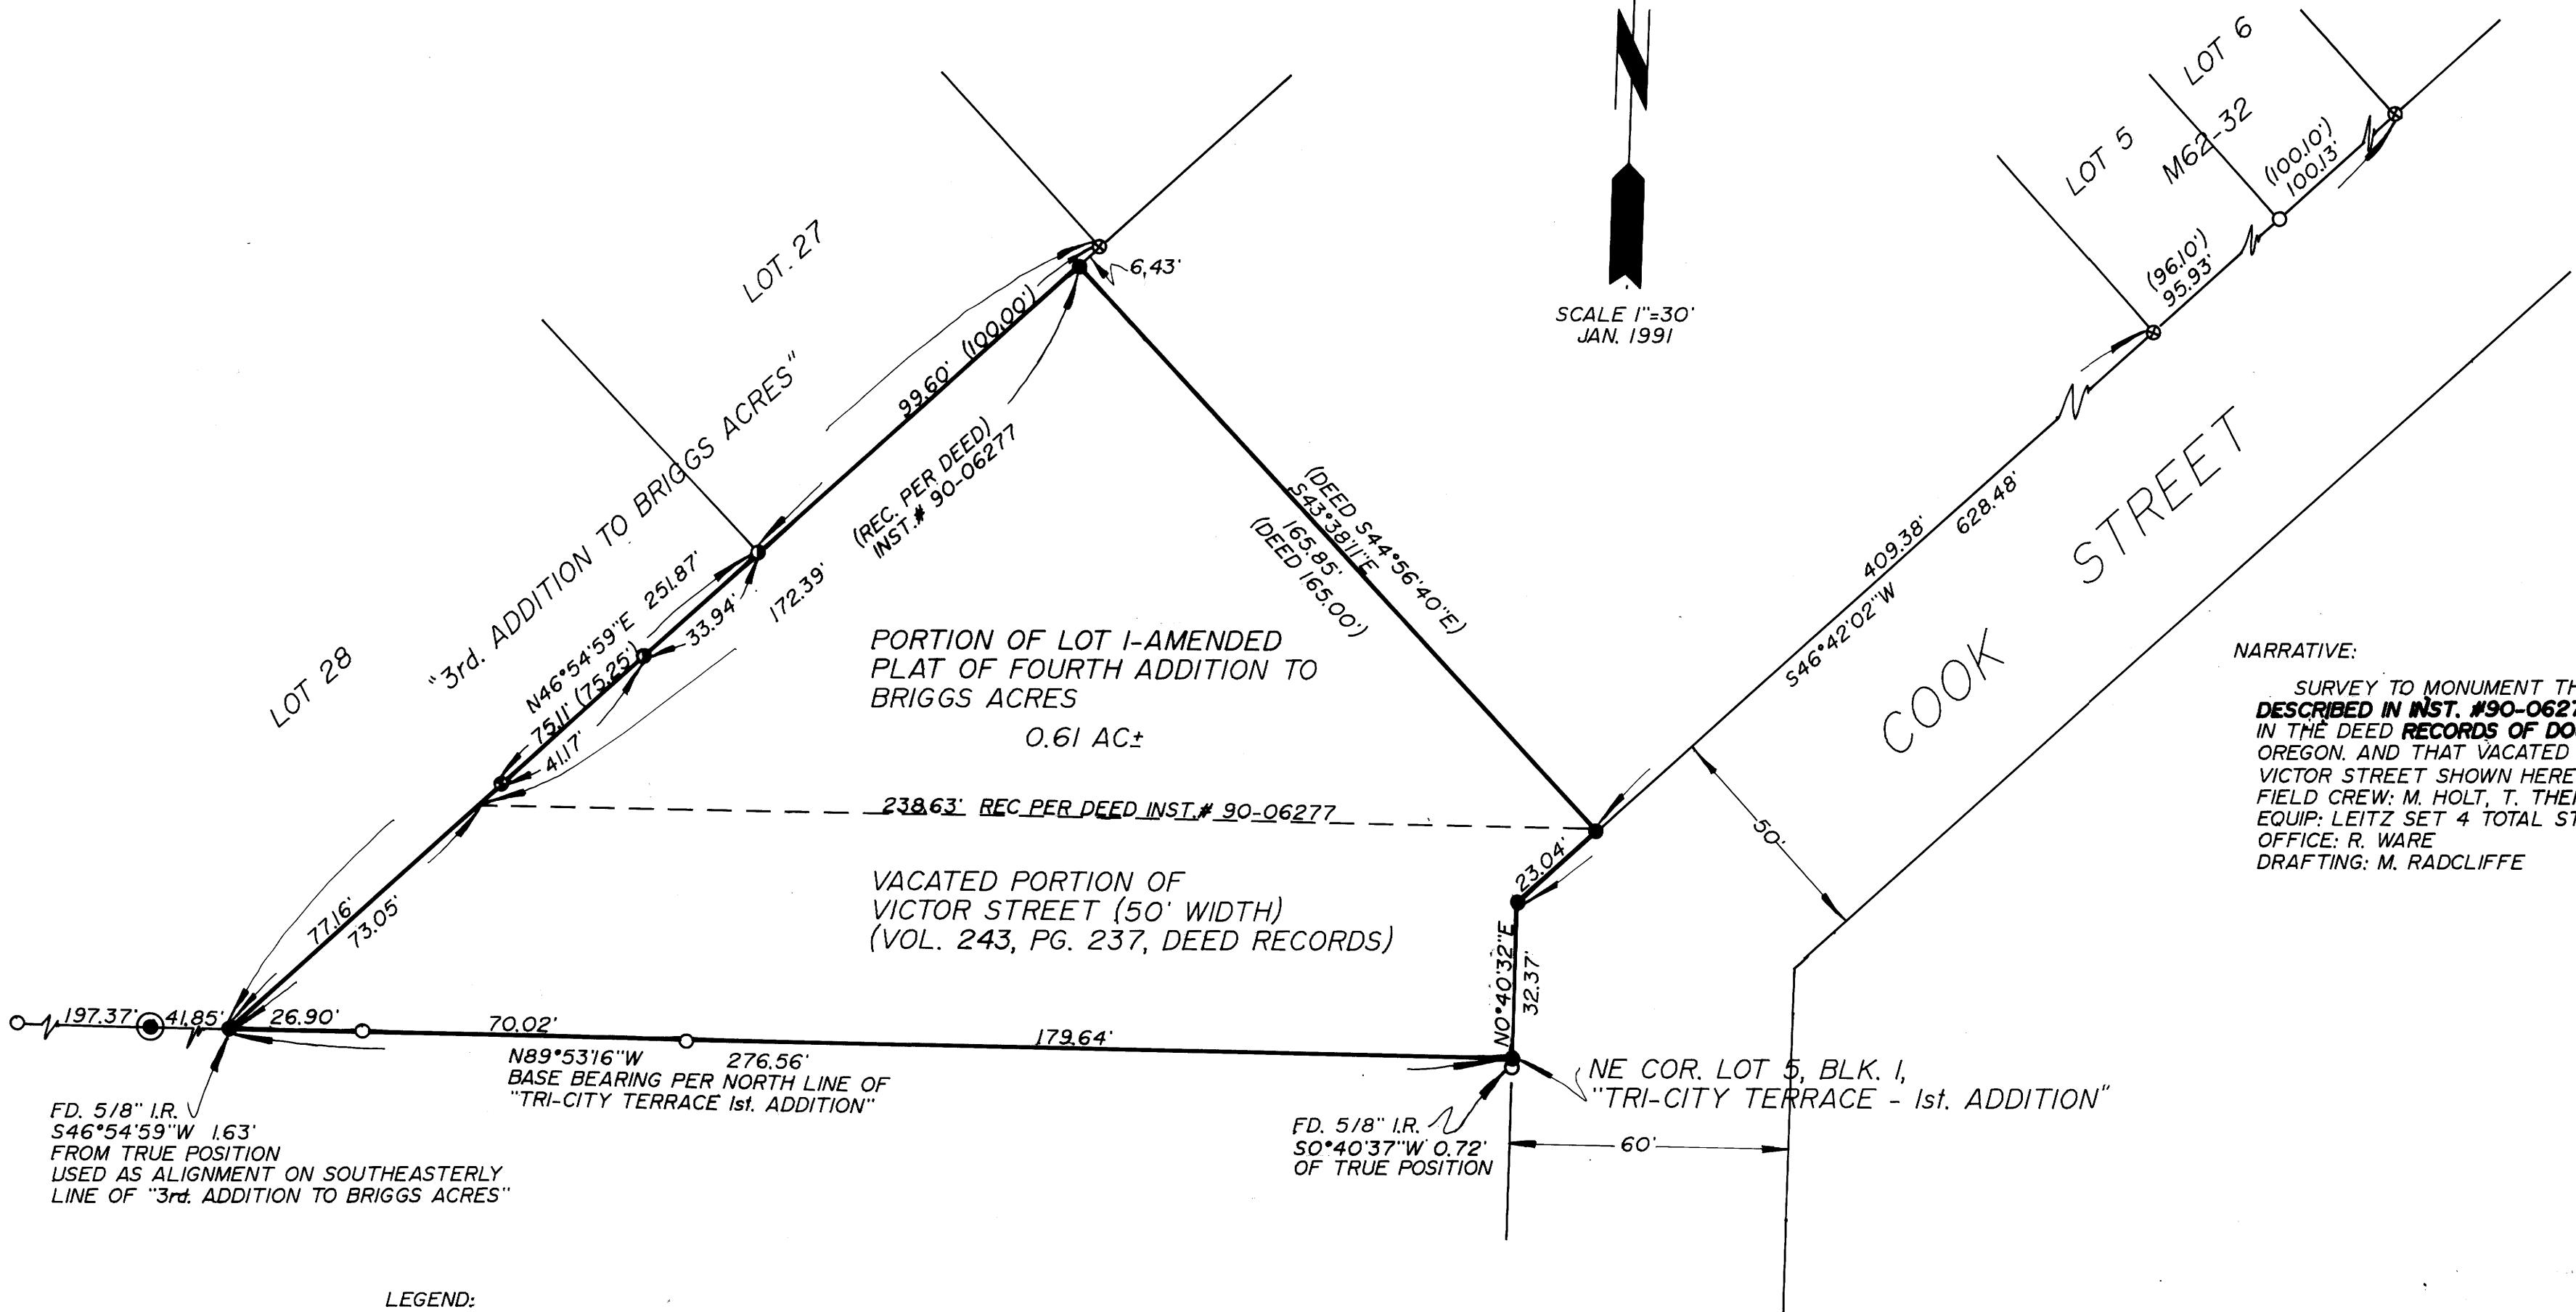 N
SCALE 1"=30'
JAN. 1991
LOT 6
LOT 5
M62-32
(100.10')
100.13'
(96.10')
95.93'
LOT. 27
6,43'
99.60' (100.00')
(REC. PER DEED)
INST.# 90-06277
"3rd. ADDITION TO BRIGGS ACRES"
LOT 28
N46°54'59"E 251.87'
75.11' (75.25')
33.94'
172.39'
41.17'
(DEED S44°56'40"E)
S43°38'11"E
165.85'
(DEED 165.00')
409.38'
628.48'
S46°42'02"W
COOK STREET
50'
PORTION OF LOT 1-AMENDED
PLAT OF FOURTH ADDITION TO
BRIGGS ACRES
0.61 AC±
238.63' REC PER DEED INST.# 90-06277
VACATED PORTION OF
VICTOR STREET (50' WIDTH)
(VOL. 243, PG. 237, DEED RECORDS)
23.04'
N0°40'32"E
32.37'
77.16'
73.05'
197.37'
41.85'
26.90'
70.02'
179.64'
N89°53'16"W 276.56'
BASE BEARING PER NORTH LINE OF
"TRI-CITY TERRACE 1st. ADDITION"
FD. 5/8" I.R.
S46°54'59"W 1.63'
FROM TRUE POSITION
USED AS ALIGNMENT ON SOUTHEASTERLY
LINE OF "3rd. ADDITION TO BRIGGS ACRES"
FD. 5/8" I.R.
S0°40'37"W 0.72'
OF TRUE POSITION
NE COR. LOT 5, BLK. 1,
"TRI-CITY TERRACE - 1st. ADDITION"
60'
NARRATIVE:
SURVEY TO MONUMENT TH
DESCRIBED IN INST. #90-0627
IN THE DEED RECORDS OF DO
OREGON. AND THAT VACATED
VICTOR STREET SHOWN HERE
FIELD CREW: M. HOLT, T. THE
EQUIP: LEITZ SET 4 TOTAL ST
OFFICE: R. WARE
DRAFTING: M. RADCLIFFE
LEGEND: